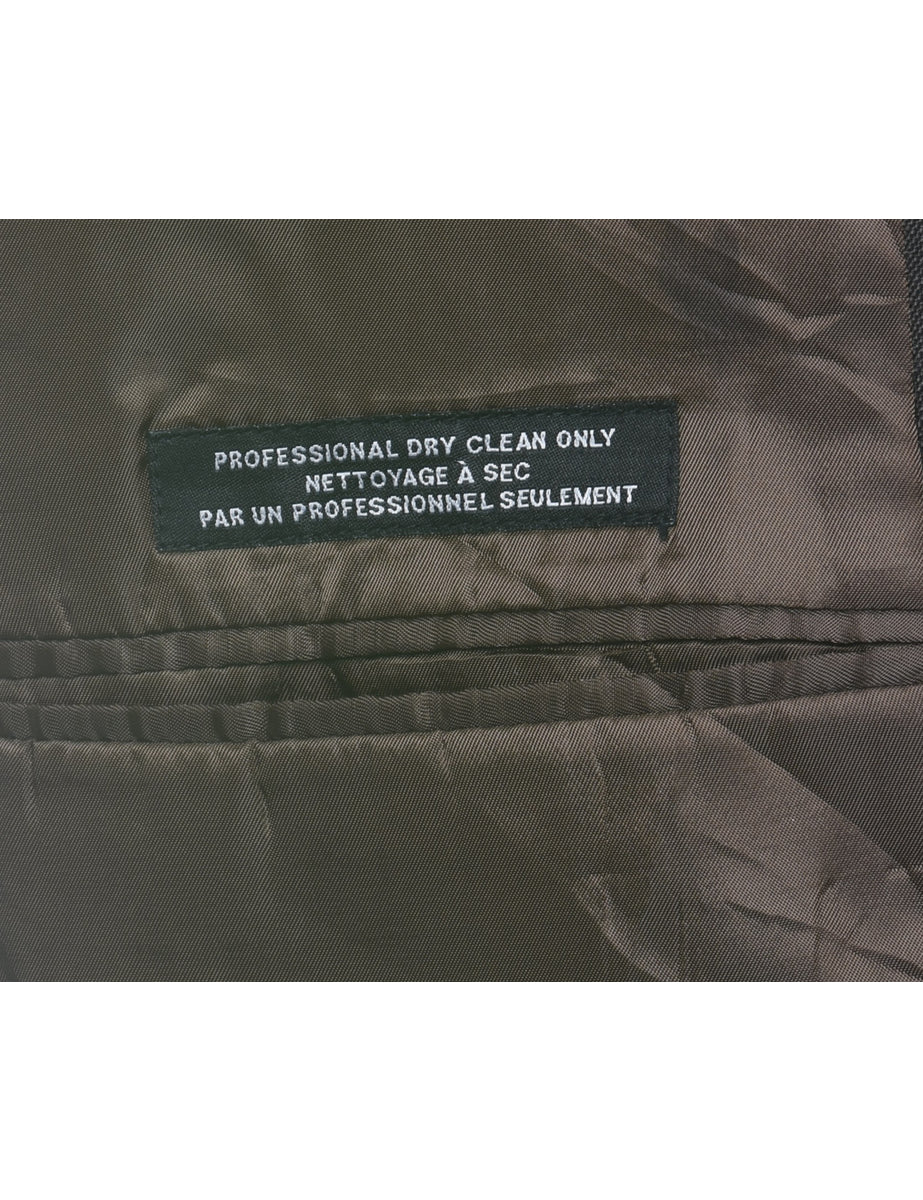 PROFESSIONAL DRY CLEAN ONLY
NETTOYAGE À SEC
PAR UN PROFESSIONNEL SEULEMENT